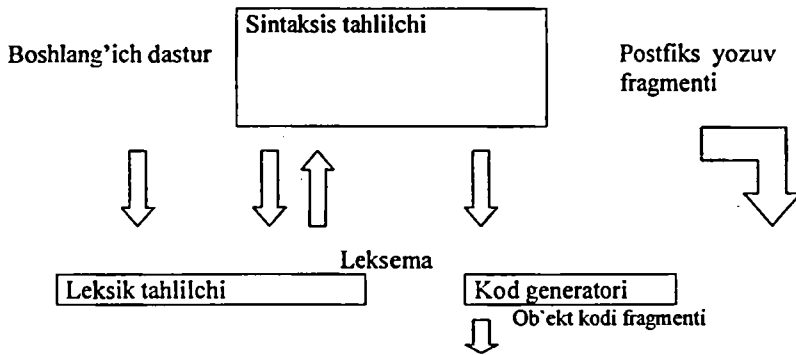 Sintaksis tahlilchi
Boshlang'ich dastur
Postfiks yozuv
fragmenti
Leksema
Leksik tahlilchi
Kod generatori
Ob`ekt kodi fragmenti